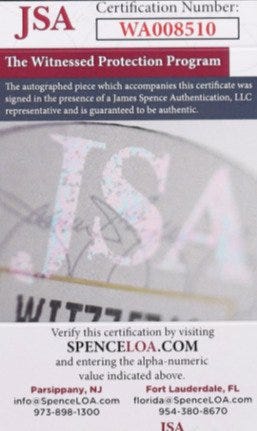 JSA
Certification Number:
WA008510
The Witnessed Protection Program
The autographed piece which accompanies this certificate was
signed in the presence of a James Spence Authentication, LLC
representative and is guaranteed to be authentic.
JSA
Verify this certification by visiting
SPENCELOA.COM
and entering the alpha-numeric
value indicated above.
Parsippany, NJ
info@SpenceLOA.com
973-898-1300
Fort Lauderdale, FL
florida@SpenceLOA.com
954-380-8670
JSA